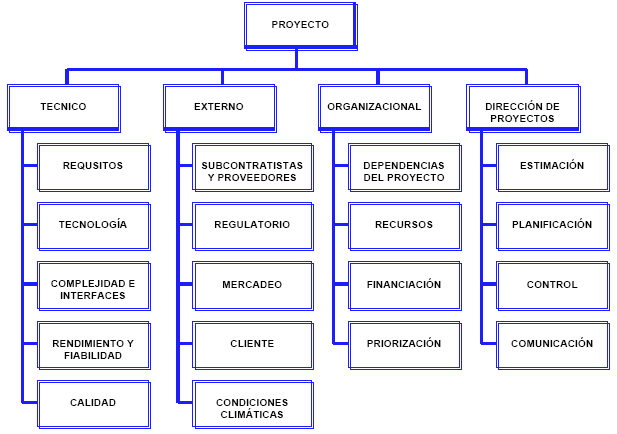 PROYECTO
TECNICO
EXTERNO
ORGANIZACIONAL
DIRECCIÓN DE
PROYECTOS
REQUSITOS
SUBCONTRATISTAS
Y PROVEEDORES
DEPENDENCIAS
DEL PROYECTO
ESTIMACIÓN
TECNOLOGÍA
REGULATORIO
RECURSOS
PLANIFICACIÓN
COMPLEJIDAD E
INTERFACES
MERCADEO
FINANCIACIÓN
CONTROL
RENDIMIENTO Y
FIABILIDAD
CLIENTE
PRIORIZACIÓN
COMUNICACIÓN
CALIDAD
CONDICIONES
CLIMÁTICAS